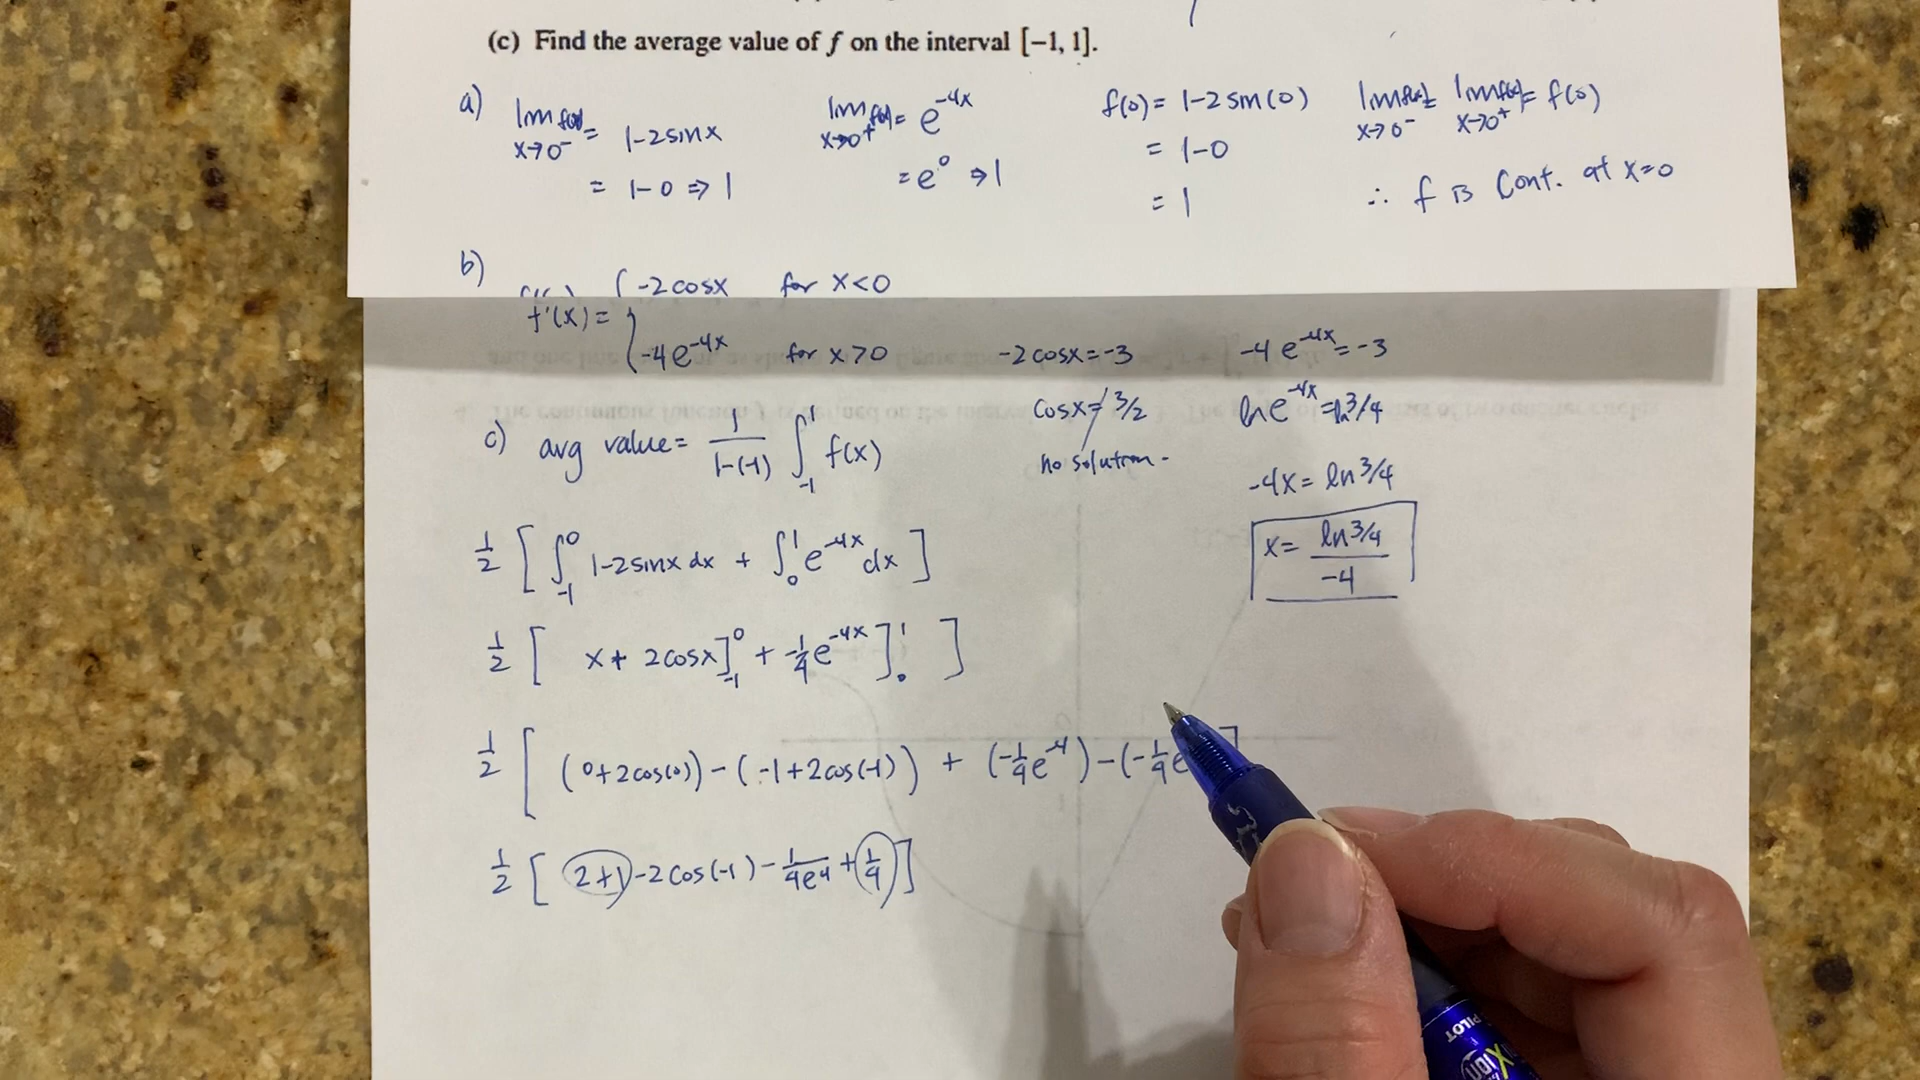 (c) Find the average value of f on the interval [−1, 1].
a) lim f(x) = 1-2sinx
x→0⁻
= 1-0 ⇒ 1
lim f(x) = e^-4x
x→0⁺
= e^0 ⇒ 1
f(0) = 1-2sin(0)
= 1-0
= 1
lim f(x) = lim f(x) = f(0)
x→0⁻ x→0⁺
∴ f is cont. at x=0
b)
f'(x) = { -2cosx for x<0
-4e^-4x for x>0
-2cosx = -3
cosx ≠ 3/2
no solution
-4e^-4x = -3
ln e^-4x = ln 3/4
-4x = ln 3/4
x = ln 3/4 / -4
c) avg value = 1/(1-(-1)) ∫_-1^1 f(x)
1/2 [ ∫_-1^0 1-2sinx dx + ∫_0^1 e^-4x dx ]
1/2 [ x + 2cosx ]_-1^0 + -1/4 e^-4x ]_0^1 ]
1/2 [ (0+2cos(0)) - (-1+2cos(-1)) + (-1/4 e^-4) - (-1/4 e ]
1/2 [ 2+1 - 2cos(-1) - 1/4e^4 + 1/4 ]
PILOT